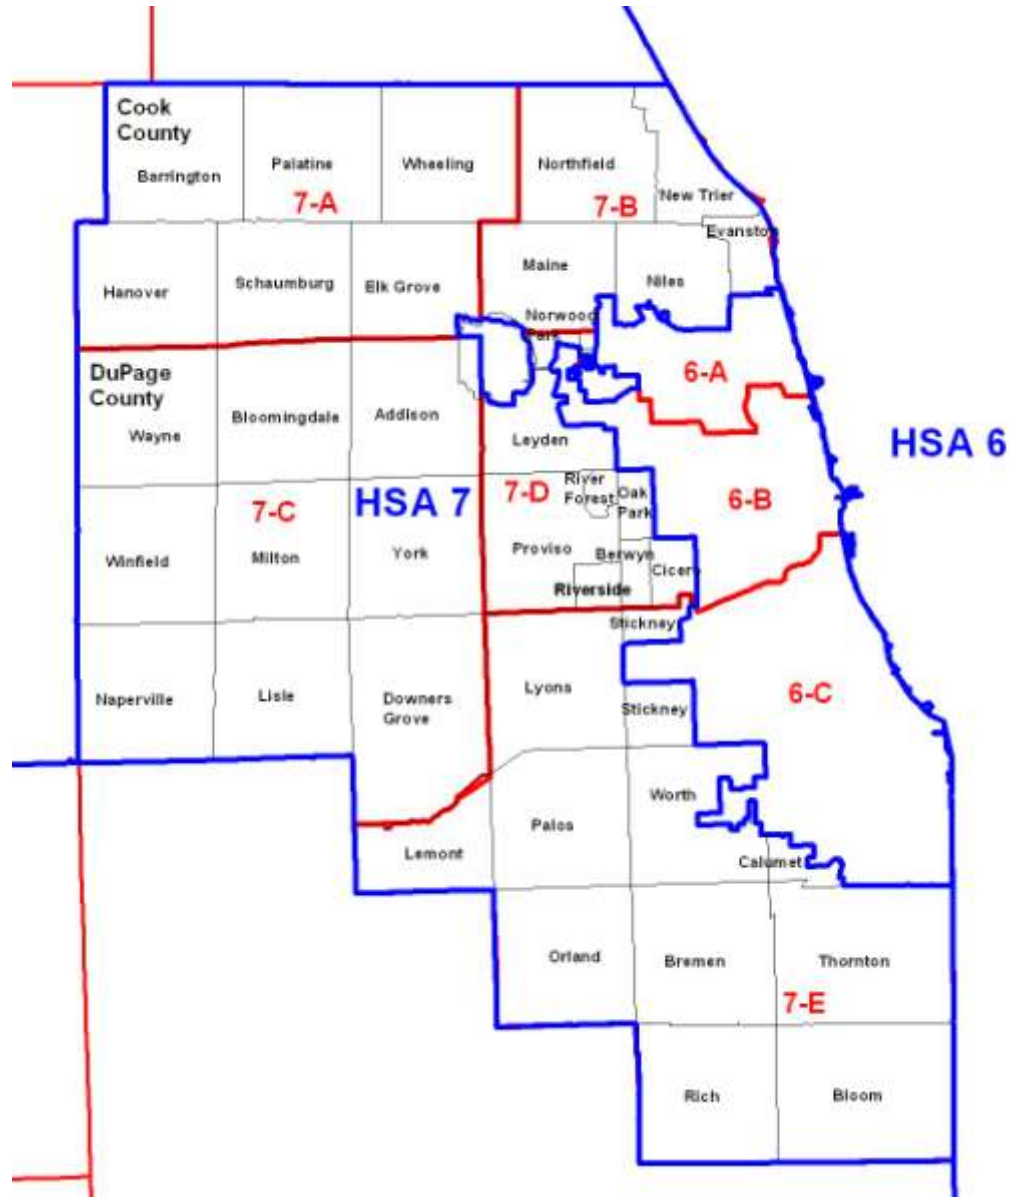 Cook
County
Barrington
Palatine
Wheeling
Northfield
7-A
7-B
New Trier
Evanston
Hanover
Schaumburg
Elk Grove
Maine
Niles
Norwood
Park
6-A
DuPage
County
Wayne
Bloomingdale
Addison
Leyden
HSA 6
7-C
HSA 7
7-D
River
Forest
Oak
Park
6-B
Winfield
Milton
York
Proviso
Berwyn
Cicero
Riverside
Stickney
Naperville
Lisle
Downers
Grove
Lyons
Stickney
6-C
Worth
Palos
Lemont
Calumet
Orland
Bremen
Thornton
7-E
Rich
Bloom